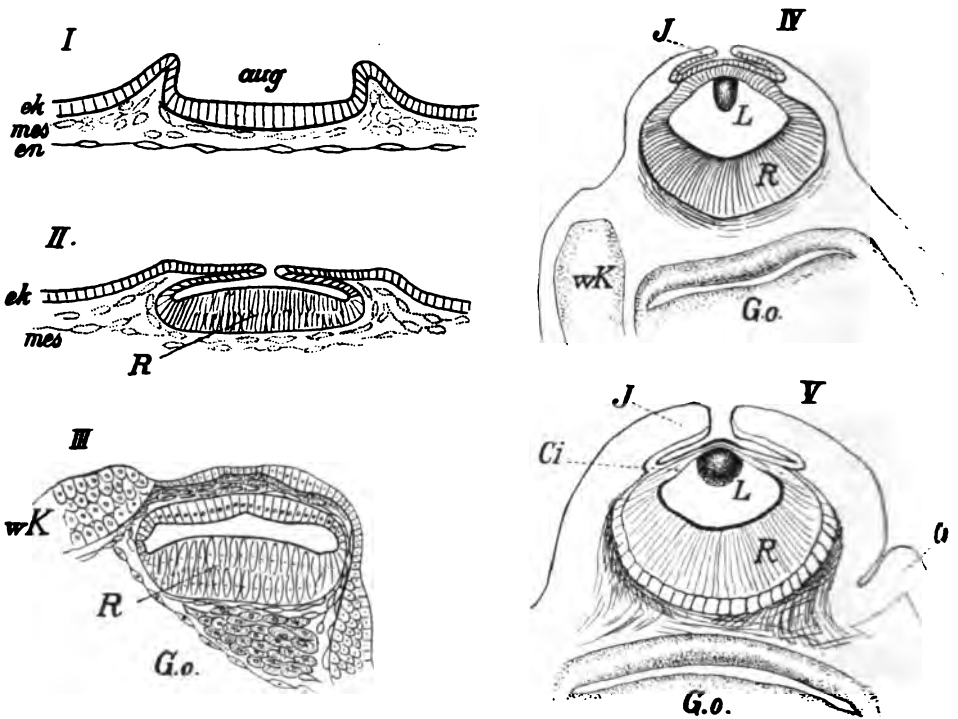 I
aug
ek
mes
en
II.
ek
mes
R
III
wK
R
G.o.
IV
J
L
R
wK
G.o.
V
J
Ci
L
R
G.o.